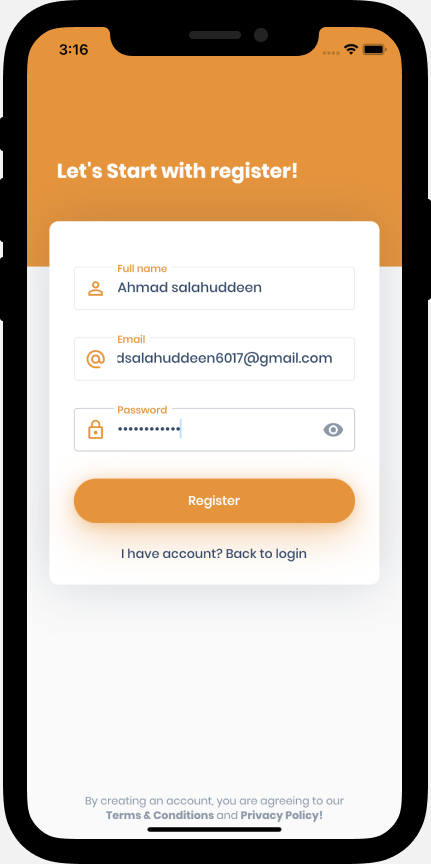 3:16
Let's Start with register!
Full name
Ahmad salahuddeen
Email
dsalahuddeen6017@gmail.com
Password
••••••••••••
Register
I have account? Back to login
By creating an account, you are agreeing to our
Terms & Conditions and Privacy Policy!